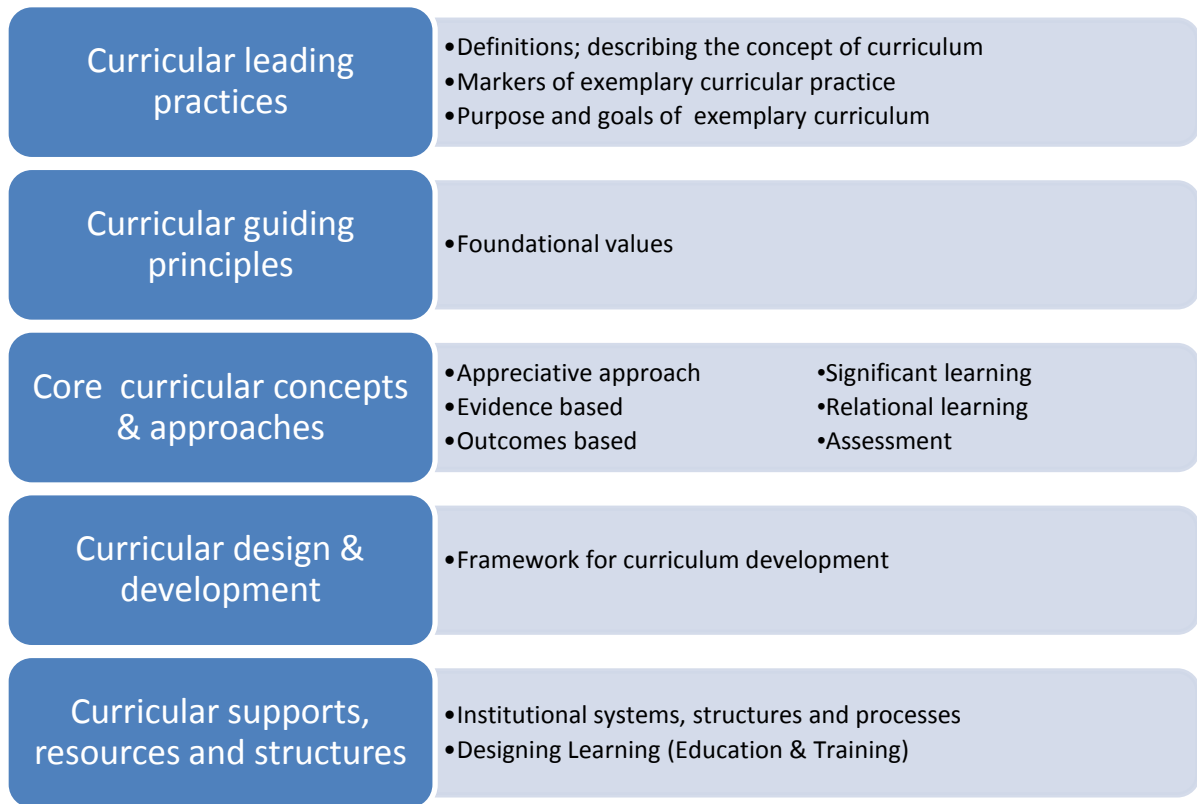 Curricular leading
practices
•Definitions; describing the concept of curriculum
•Markers of exemplary curricular practice
•Purpose and goals of exemplary curriculum
Curricular guiding
principles
•Foundational values
Core curricular concepts
& approaches
•Appreciative approach
•Evidence based
•Outcomes based
•Significant learning
•Relational learning
•Assessment
Curricular design &
development
•Framework for curriculum development
Curricular supports,
resources and structures
•Institutional systems, structures and processes
•Designing Learning (Education & Training)